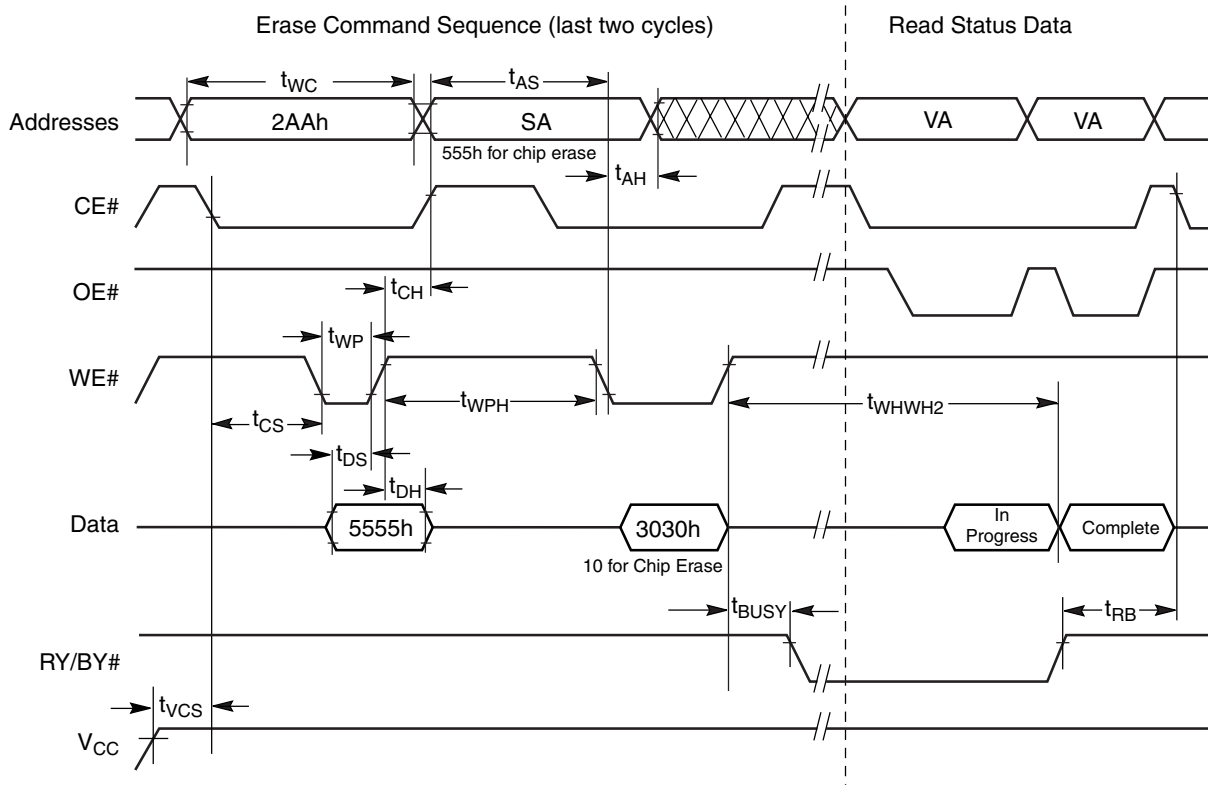 Erase Command Sequence (last two cycles)
Read Status Data
tWC
tAS
Addresses
2AAh
SA
VA
VA
555h for chip erase
tAH
CE#
OE#
tCH
tWP
WE#
tWPH
tWHWH2
tCS
tDS
tDH
Data
5555h
3030h
In
Progress
Complete
10 for Chip Erase
tBUSY
tRB
RY/BY#
tVCS
VCC